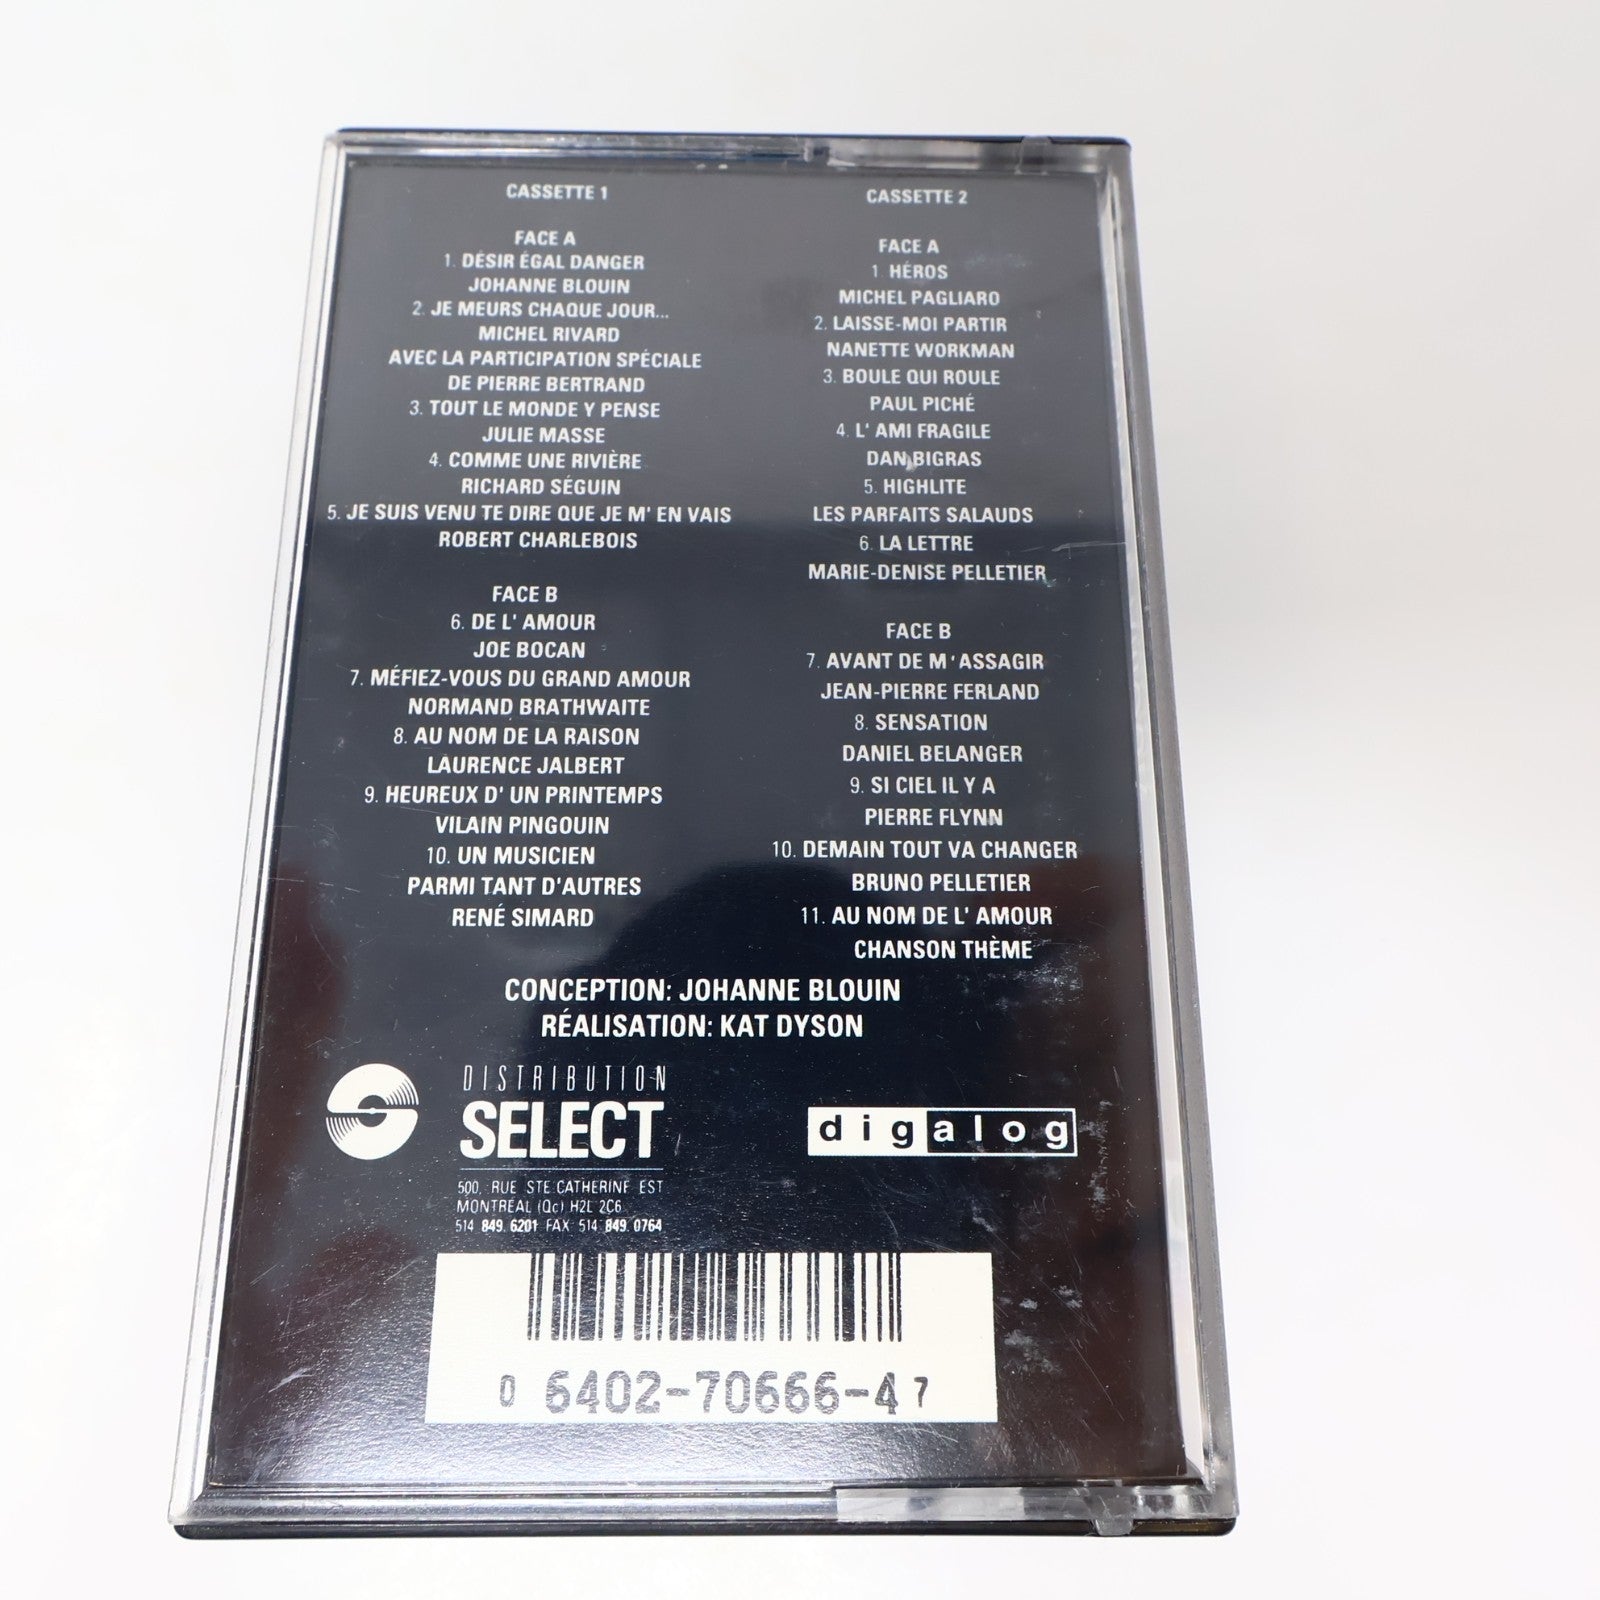 CASSETTE 1
FACE A
1. DÉSIR ÉGAL DANGER
JOHANNE BLOUIN
2. JE MEURS CHAQUE JOUR...
MICHEL RIVARD
AVEC LA PARTICIPATION SPÉCIALE
DE PIERRE BERTRAND
3. TOUT LE MONDE Y PENSE
JULIE MASSE
4. COMME UNE RIVIÈRE
RICHARD SÉGUIN
5. JE SUIS VENU TE DIRE QUE JE M' EN VAIS
ROBERT CHARLEBOIS
FACE B
6. DE L' AMOUR
JOE BOCAN
7. MÉFIEZ-VOUS DU GRAND AMOUR
NORMAND BRATHWAITE
8. AU NOM DE LA RAISON
LAURENCE JALBERT
9. HEUREUX D' UN PRINTEMPS
VILAIN PINGOUIN
10. UN MUSICIEN
PARMI TANT D'AUTRES
RENÉ SIMARD
CASSETTE 2
FACE A
1. HÉROS
MICHEL PAGLIARO
2. LAISSE-MOI PARTIR
NANETTE WORKMAN
3. BOULE QUI ROULE
PAUL PICHÉ
4. L' AMI FRAGILE
DAN BIGRAS
5. HIGHLITE
LES PARFAITS SALAUDS
6. LA LETTRE
MARIE-DENISE PELLETIER
FACE B
7. AVANT DE M'ASSAGIR
JEAN-PIERRE FERLAND
8. SENSATION
DANIEL BELANGER
9. SI CIEL IL Y A
PIERRE FLYNN
10. DEMAIN TOUT VA CHANGER
BRUNO PELLETIER
11. AU NOM DE L' AMOUR
CHANSON THÈME
CONCEPTION: JOHANNE BLOUIN
RÉALISATION: KAT DYSON
DISTRIBUTION
SELECT
500, RUE STE CATHERINE EST
MONTRÉAL (Qc) H2L 2C6
514 849.6201 FAX 514 849.0764
digalog
0 6402-70666-4 7